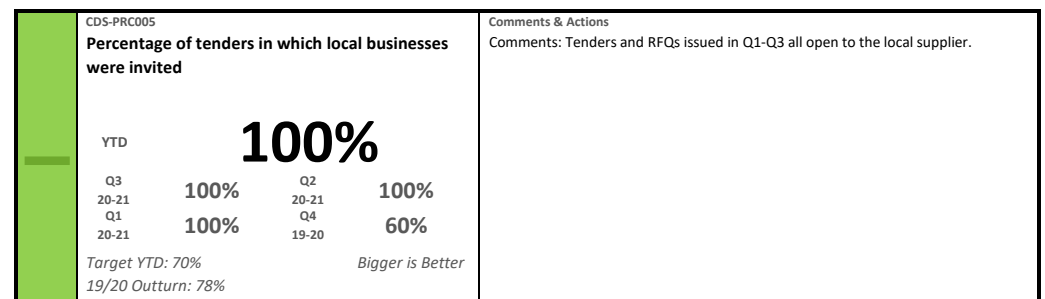 CDS-PRC005
Percentage of tenders in which local businesses
were invited
YTD 100%
Q3 20-21 100% Q2 20-21 100%
Q1 20-21 100% Q4 19-20 60%
Target YTD: 70% Bigger is Better
19/20 Outturn: 78%
Comments & Actions
Comments: Tenders and RFQs issued in Q1-Q3 all open to the local supplier.